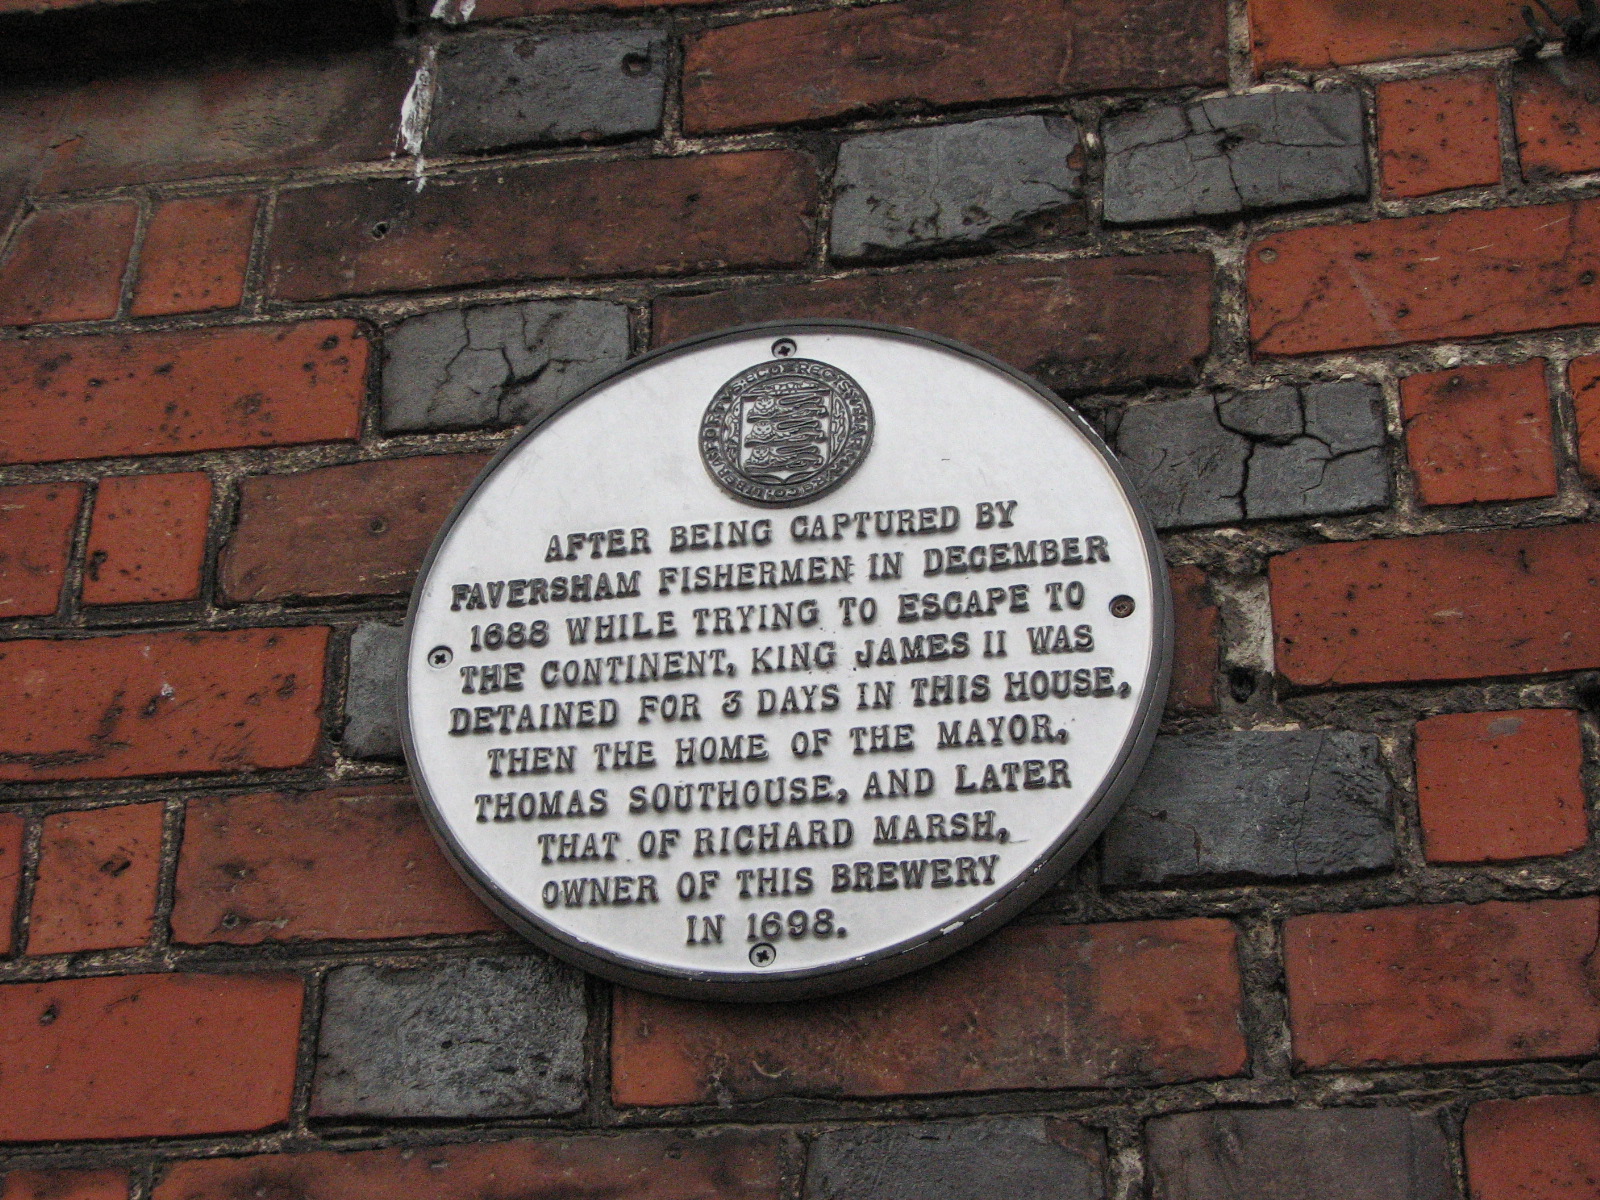 AFTER BEING CAPTURED BY
FAVERSHAM FISHERMEN IN DECEMBER
1688 WHILE TRYING TO ESCAPE TO
THE CONTINENT, KING JAMES II WAS
DETAINED FOR 3 DAYS IN THIS HOUSE,
THEN THE HOME OF THE MAYOR,
THOMAS SOUTHOUSE, AND LATER
THAT OF RICHARD MARSH,
OWNER OF THIS BREWERY
IN 1698.